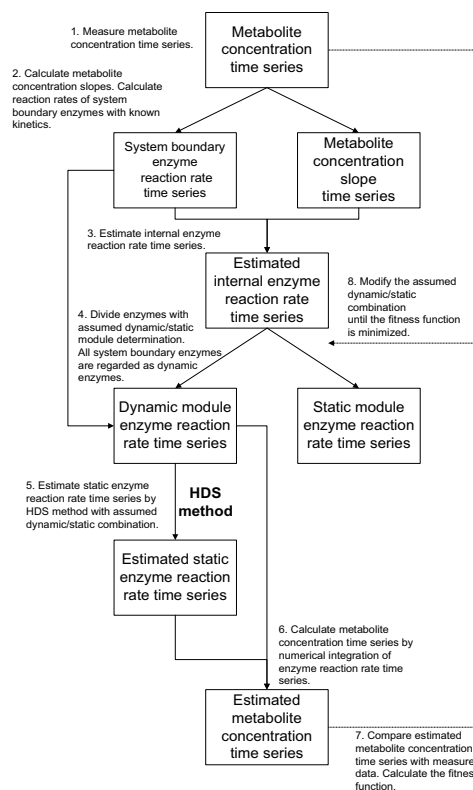 1. Measure metabolite
concentration time series.
Metabolite
concentration
time series
2. Calculate metabolite
concentration slopes. Calculate
reaction rates of system
boundary enzymes with known
kinetics.
System boundary
enzyme
reaction rate
time series
Metabolite
concentration
slope
time series
3. Estimate internal enzyme
reaction rate time series.
Estimated
internal enzyme
reaction rate
time series
8. Modify the assumed
dynamic/static
combination
until the fitness function
is minimized.
4. Divide enzymes with
assumed dynamic/static
module determination.
All system boundary enzymes
are regarded as dynamic
enzymes.
Dynamic module
enzyme reaction
rate time series
Static module
enzyme reaction
rate time series
5. Estimate static enzyme
reaction rate time series by
HDS method with assumed
dynamic/static combination.
HDS
method
Estimated static
enzyme reaction
rate time series
6. Calculate metabolite
concentration time series by
numerical integration of
enzyme reaction rate time
series.
Estimated
metabolite
concentration
time series
7. Compare estimated
metabolite concentration
time series with measure
data. Calculate the fitnes
function.